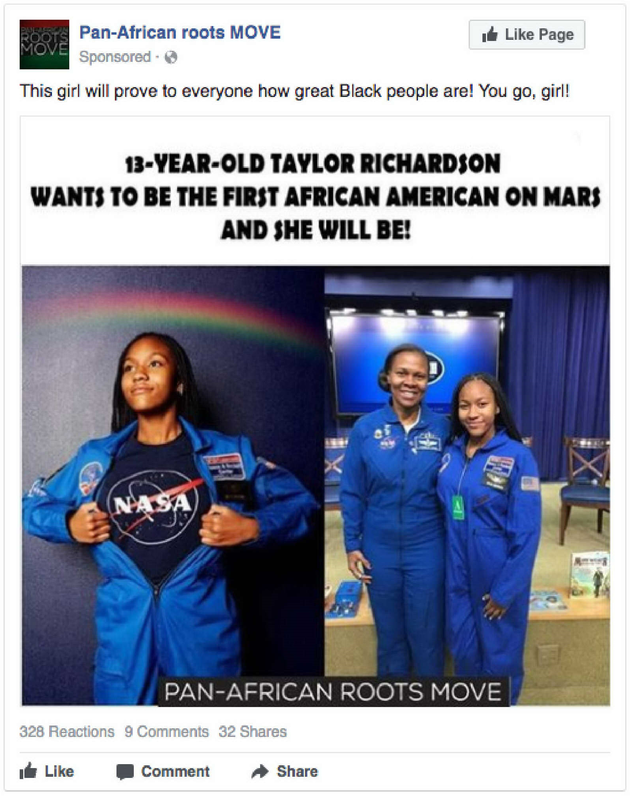 ROOTS
MOVE
Pan-African roots MOVE
Like Page
Sponsored ·
This girl will prove to everyone how great Black people are! You go, girl!
13-YEAR-OLD TAYLOR RICHARDSON
WANTS TO BE THE FIRST AFRICAN AMERICAN ON MARS
AND SHE WILL BE!
NASA
A
PAN-AFRICAN ROOTS MOVE
328 Reactions 9 Comments 32 Shares
Like Comment Share